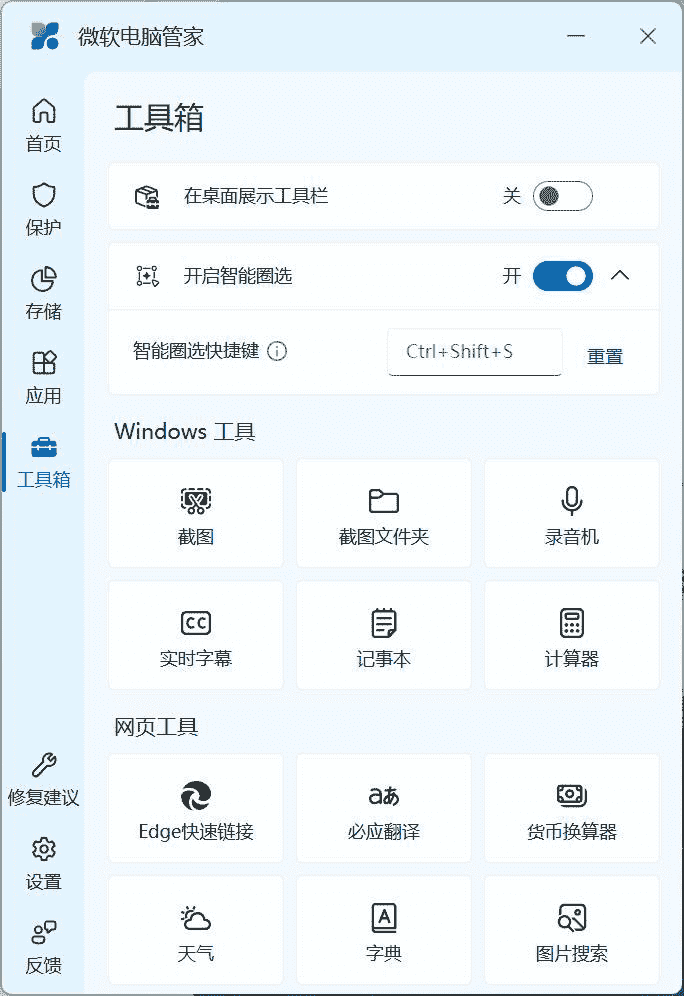 微软电脑管家
首页
保护
存储
应用
工具箱
修复建议
设置
反馈
工具箱
在桌面展示工具栏 关
开启智能圈选 开
智能圈选快捷键 Ctrl+Shift+S 重置
Windows 工具
截图 截图文件夹 录音机
CC
实时字幕 记事本 计算器
网页工具
aあ
Edge快速链接 必应翻译 货币换算器
A
天气 字典 图片搜索